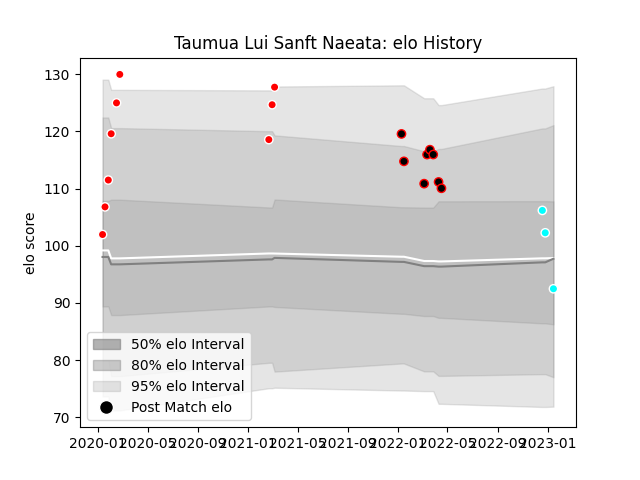 Taumua Lui Sanft Naeata: elo History
elo score
130
120
110
100
90
80
70
50% elo Interval
80% elo Interval
95% elo Interval
Post Match elo
2020-01 2020-05 2020-09 2021-01 2021-05 2021-09 2022-01 2022-05 2022-09 2023-01